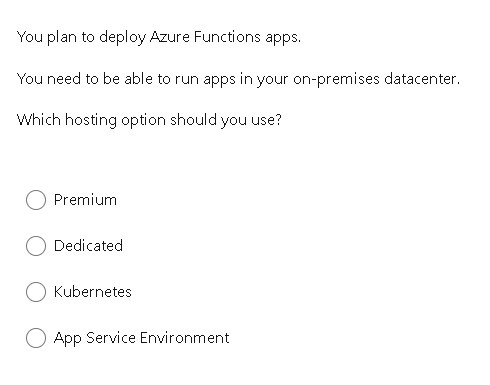 You plan to deploy Azure Functions apps.
You need to be able to run apps in your on-premises datacenter.
Which hosting option should you use?
Premium
Dedicated
Kubernetes
App Service Environment